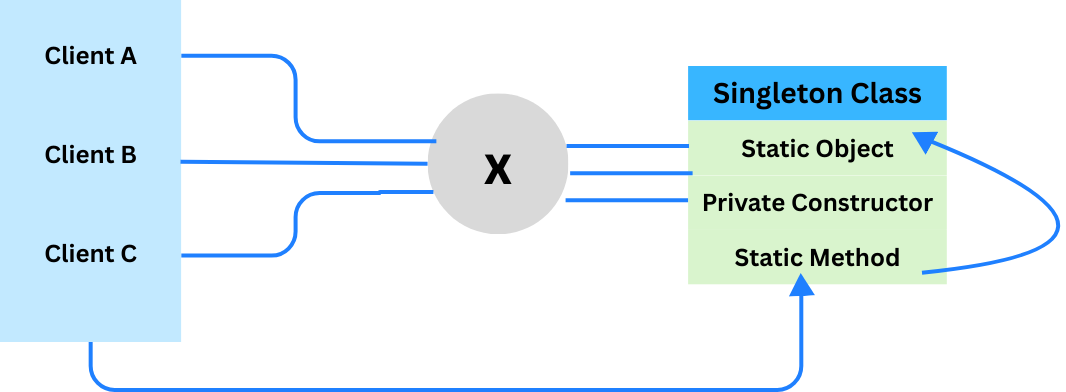 Client A
Client B
Client C
X
Singleton Class
Static Object
Private Constructor
Static Method